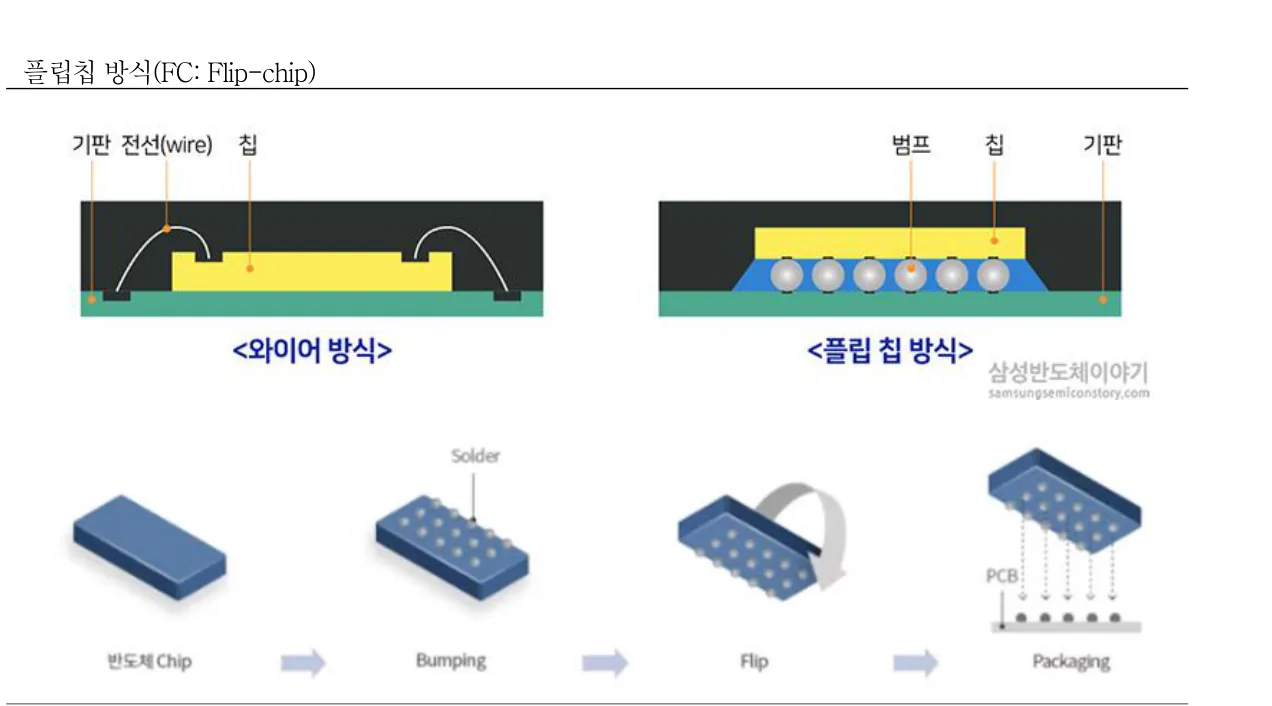 플립칩 방식(FC: Flip-chip)
기판 전선(wire) 칩
범프 칩 기판
<와이어 방식>
<플립 칩 방식>
삼성반도체이야기
samsungsemiconstory.com
Solder
PCB
반도체 Chip
Bumping
Flip
Packaging